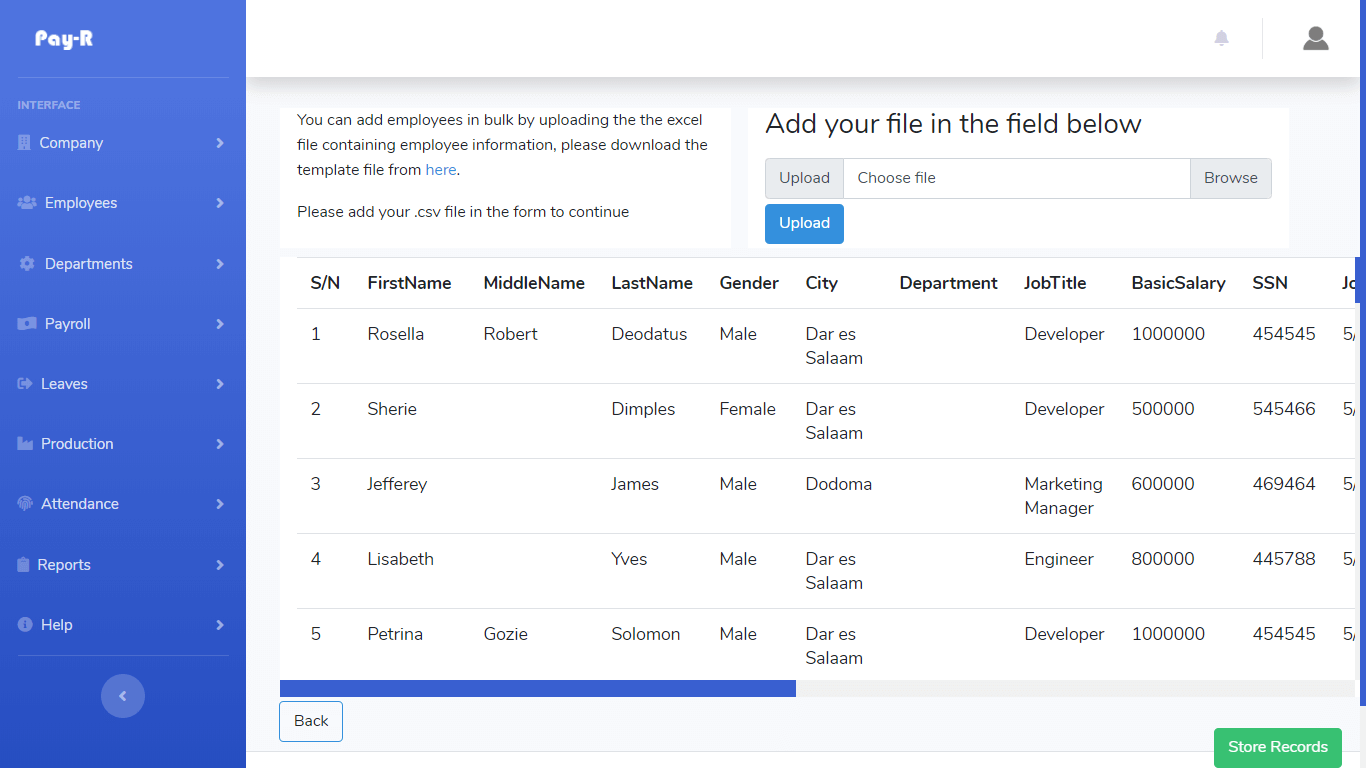 Pay-R
INTERFACE
Company
Employees
Departments
Payroll
Leaves
Production
Attendance
Reports
Help
You can add employees in bulk by uploading the the excel
file containing employee information, please download the
template file from here.
Please add your .csv file in the form to continue
Add your file in the field below
Upload Choose file Browse
Upload
S/N FirstName MiddleName LastName Gender City Department JobTitle BasicSalary SSN
1 Rosella Robert Deodatus Male Dar es Developer 1000000 454545 5/
Salaam
2 Sherie Dimples Female Dar es Developer 500000 545466 5/
Salaam
3 Jefferey James Male Dodoma Marketing 600000 469464 5/
Manager
4 Lisabeth Yves Male Dar es Engineer 800000 445788 5/
Salaam
5 Petrina Gozie Solomon Male Dar es Developer 1000000 454545 5/
Salaam
Back
Store Records